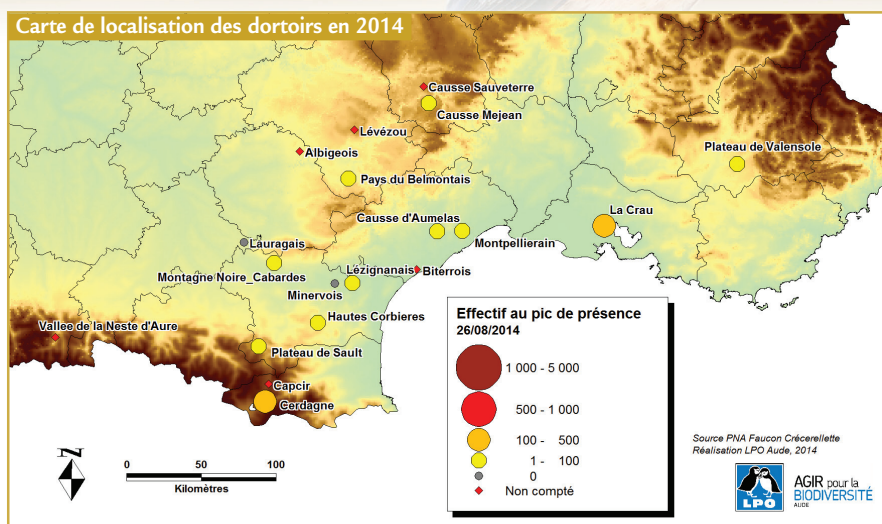 Carte de localisation des dortoirs en 2014
Causse Sauveterre
Causse Mejean
Lévézou
Albigeois
Plateau de Valensole
Pays du Belmontais
La Crau
Causse d'Aumelas
Montpellierain
Lauragais
Montagne Noire_Cabardes
Lézignanais
Biterrois
Minervois
Hautes Corbieres
Vallee de la Neste d'Aure
Plateau de Sault
Capcir
Cerdagne
Effectif au pic de présence
26/08/2014
1 000 - 5 000
500 - 1 000
100 - 500
1 - 100
0
Non compté
N
0 50 100
Kilomètres
Source PNA Faucon Crécerellette
Réalisation LPO Aude, 2014
LPO
AGIR pour la
BIODIVERSITÉ
AUDE